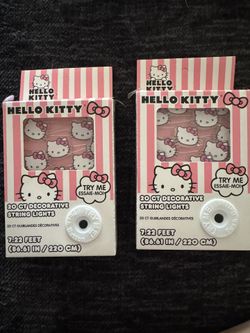 HELLO KITTY
HELLO KITTY
TRY ME
ESSAIE-MOI
20 CT DECORATIVE
STRING LIGHTS
20 CT GUIRLANDES DÉCORATIVES
7.22 FEET
(86.61 IN / 220 CM)
HELLO KITTY
HELLO KITTY
TRY ME
ESSAIE-MOI
20 CT DECORATIVE
STRING LIGHTS
20 CT GUIRLANDES DÉCORATIVES
7.22 FEET
(86.61 IN / 220 CM)